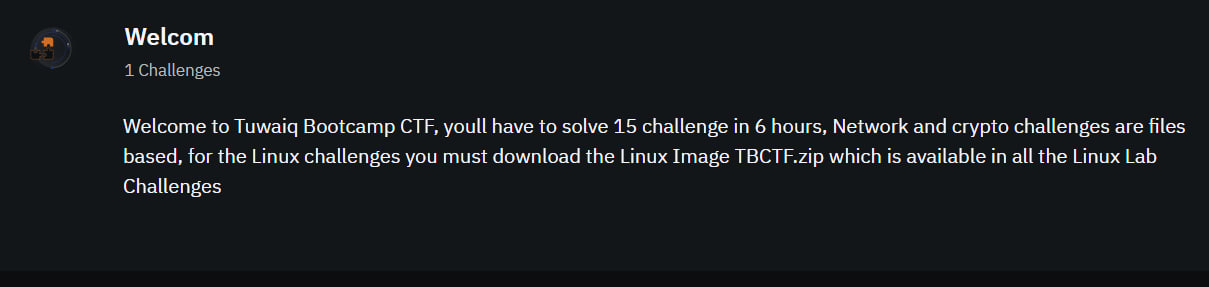 Welcom
1 Challenges
Welcome to Tuwaiq Bootcamp CTF, youll have to solve 15 challenge in 6 hours, Network and crypto challenges are files
based, for the Linux challenges you must download the Linux Image TBCTF.zip which is available in all the Linux Lab
Challenges